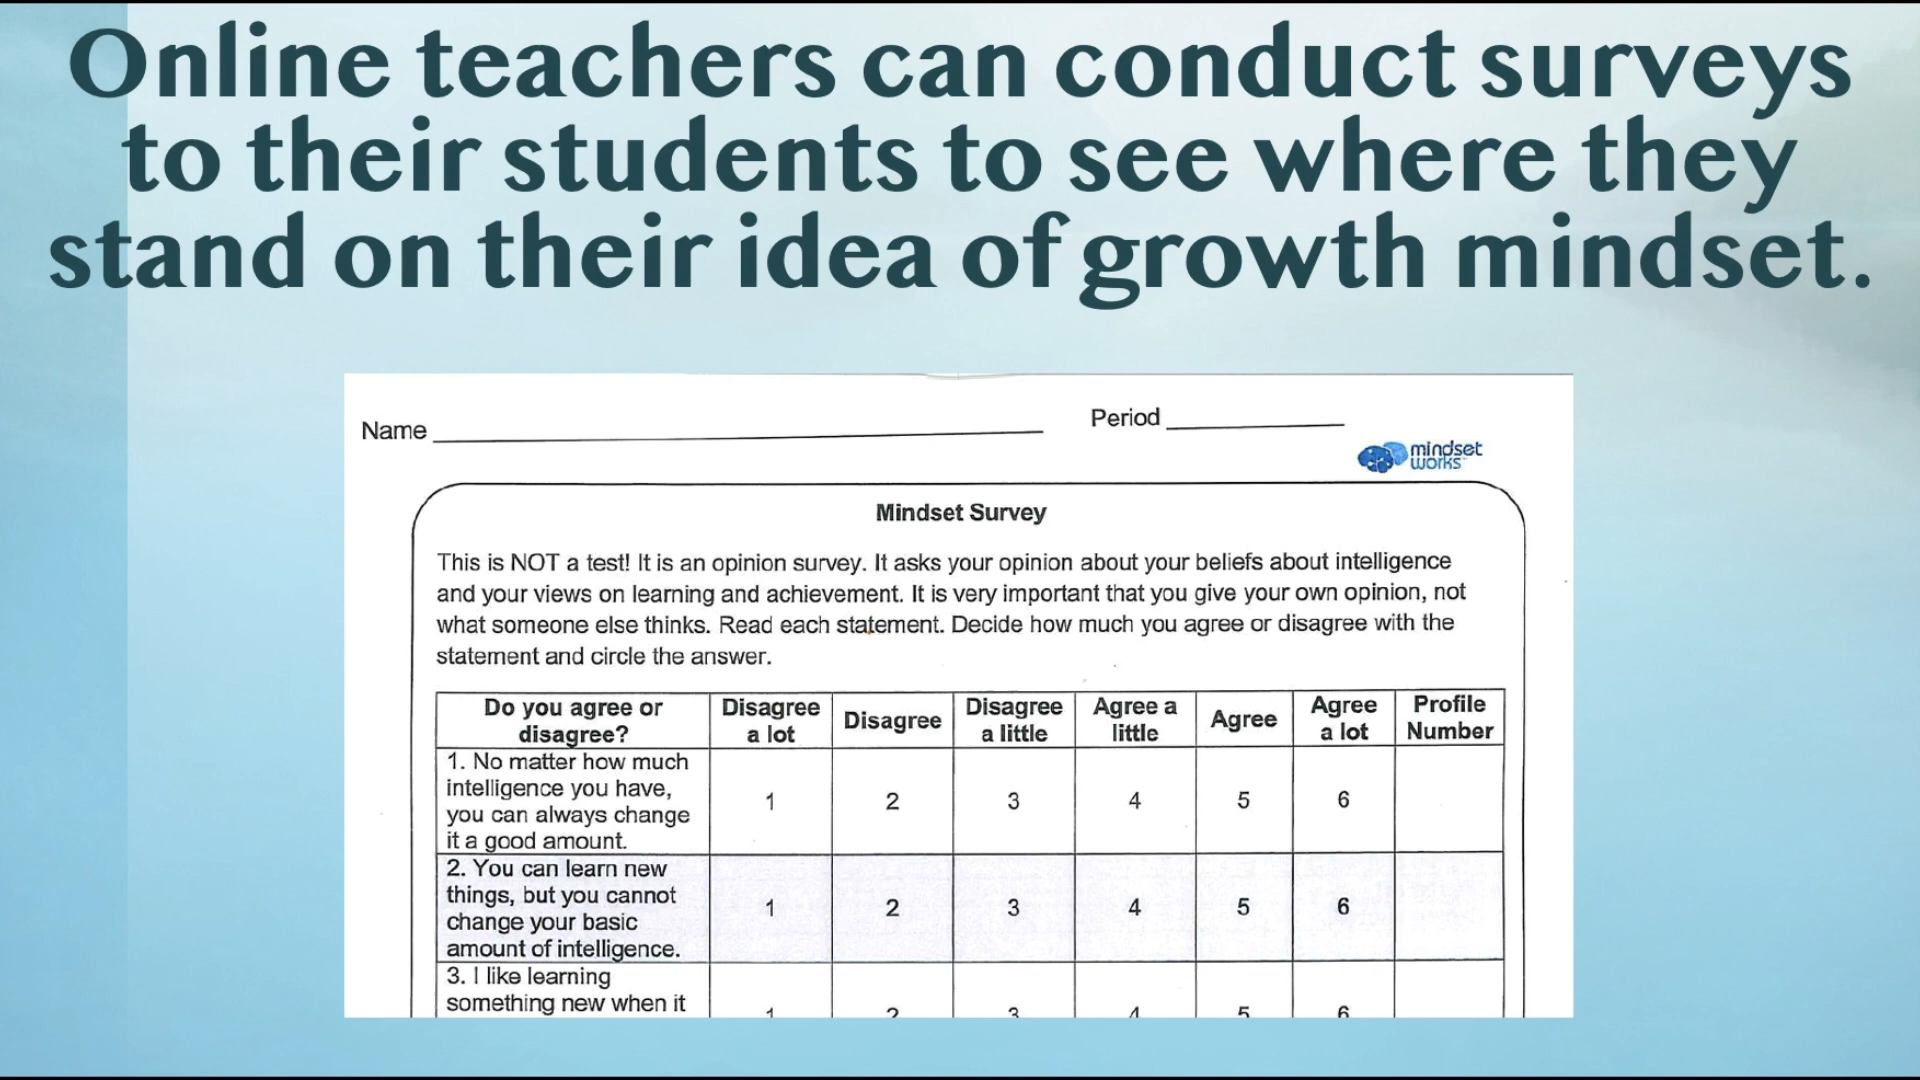 Online teachers can conduct surveys
to their students to see where they
stand on their idea of growth mindset.
Name Period
mindset
works
Mindset Survey
This is NOT a test! It is an opinion survey. It asks your opinion about your beliefs about intelligence
and your views on learning and achievement. It is very important that you give your own opinion, not
what someone else thinks. Read each statement. Decide how much you agree or disagree with the
statement and circle the answer.
Do you agree or disagree? Disagree a lot Disagree Disagree a little Agree a little Agree Agree a lot Profile Number
1. No matter how much
intelligence you have,
you can always change
it a good amount.
1 2 3 4 5 6
2. You can learn new
things, but you cannot
change your basic
amount of intelligence.
1 2 3 4 5 6
3. I like learning
something new when it
1 2 3 4 5 6